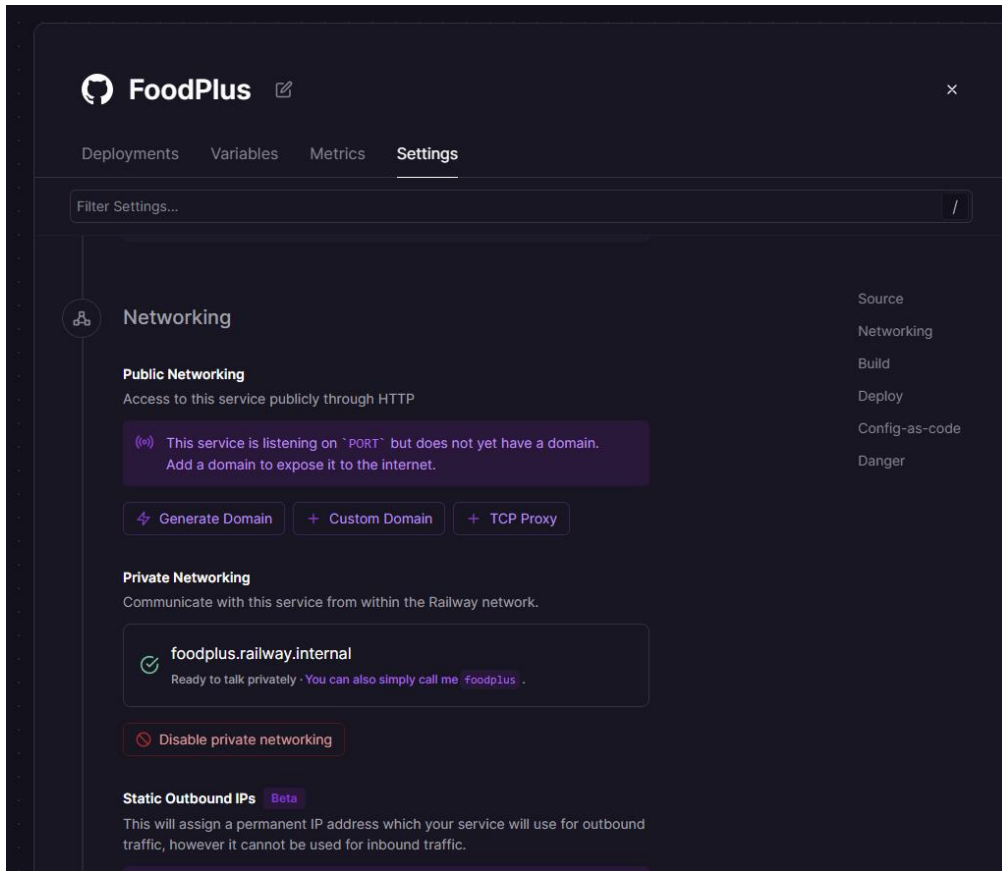 FoodPlus
Deployments Variables Metrics Settings
Filter Settings... /
Networking
Public Networking
Access to this service publicly through HTTP
This service is listening on `PORT` but does not yet have a domain.
Add a domain to expose it to the internet.
Generate Domain + Custom Domain + TCP Proxy
Private Networking
Communicate with this service from within the Railway network.
foodplus.railway.internal
Ready to talk privately · You can also simply call me foodplus .
Disable private networking
Static Outbound IPs Beta
This will assign a permanent IP address which your service will use for outbound
traffic, however it cannot be used for inbound traffic.
Source
Networking
Build
Deploy
Config-as-code
Danger